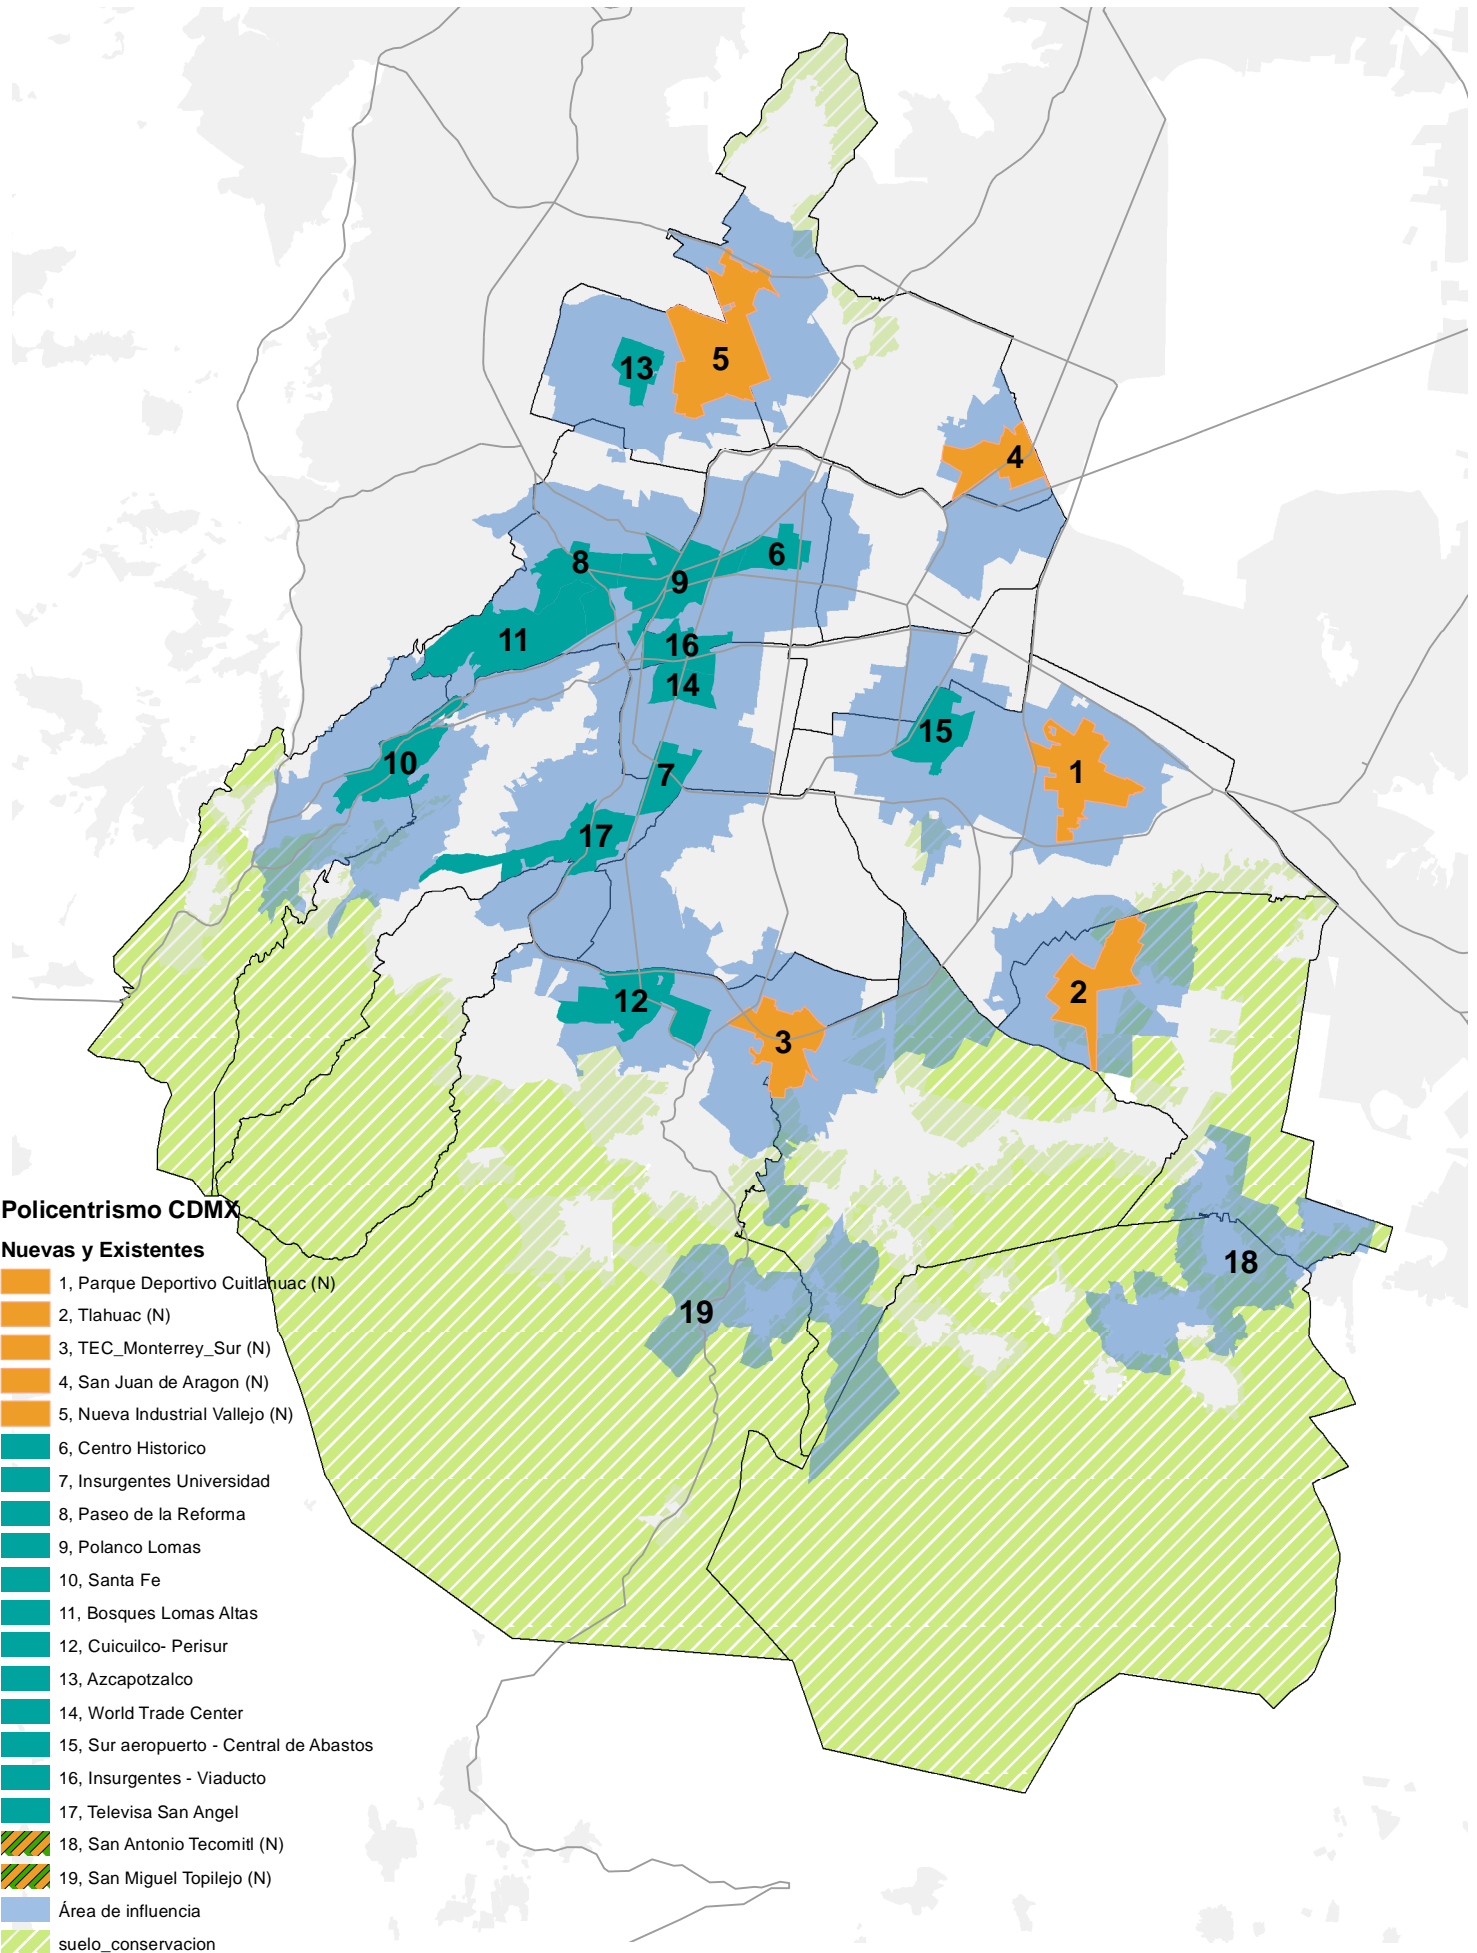 5
13
4
6
8
9
11
16
14
15
10
7
1
17
2
12
3
18
19
Policentrismo CDMX
Nuevas y Existentes
1, Parque Deportivo Cuitlahuac (N)
2, Tlahuac (N)
3, TEC_Monterrey_Sur (N)
4, San Juan de Aragon (N)
5, Nueva Industrial Vallejo (N)
6, Centro Historico
7, Insurgentes Universidad
8, Paseo de la Reforma
9, Polanco Lomas
10, Santa Fe
11, Bosques Lomas Altas
12, Cuicuilco- Perisur
13, Azcapotzalco
14, World Trade Center
15, Sur aeropuerto - Central de Abastos
16, Insurgentes - Viaducto
17, Televisa San Angel
18, San Antonio Tecomitl (N)
19, San Miguel Topilejo (N)
Área de influencia
suelo_conservacion